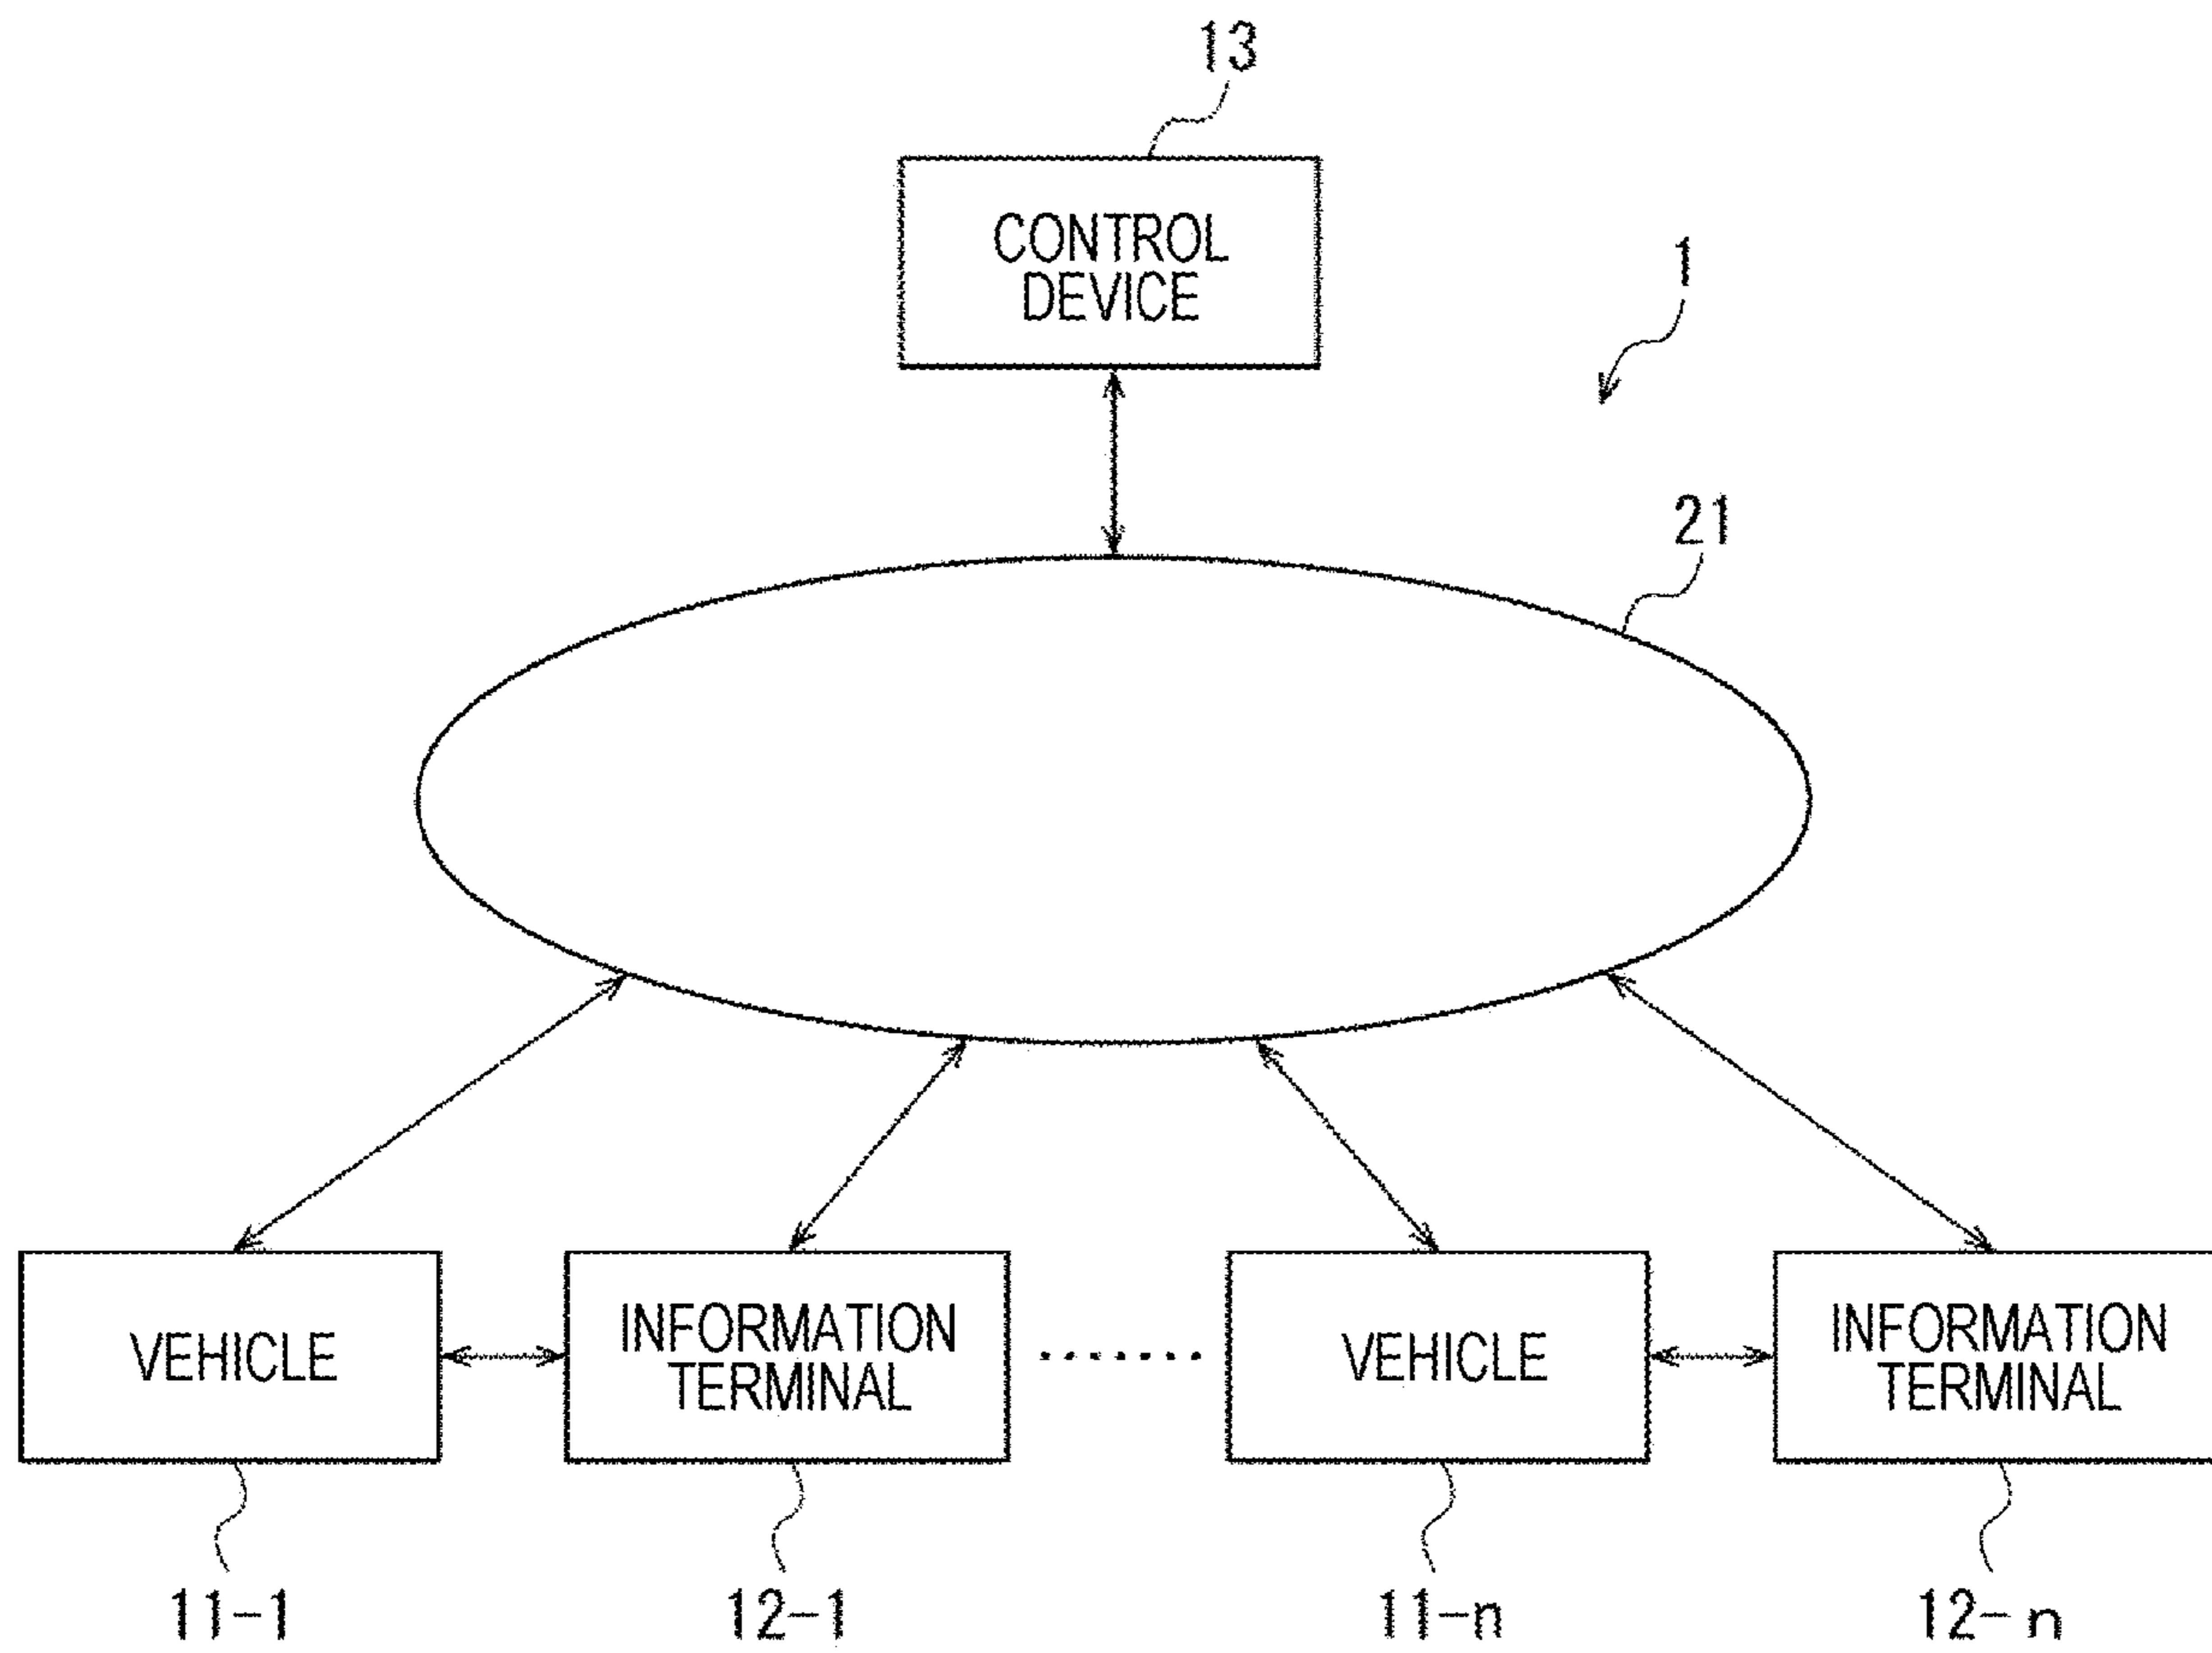 13
CONTROL
DEVICE
1
21
VEHICLE
INFORMATION
TERMINAL
.......
VEHICLE
INFORMATION
TERMINAL
11-1
12-1
11-n
12-n